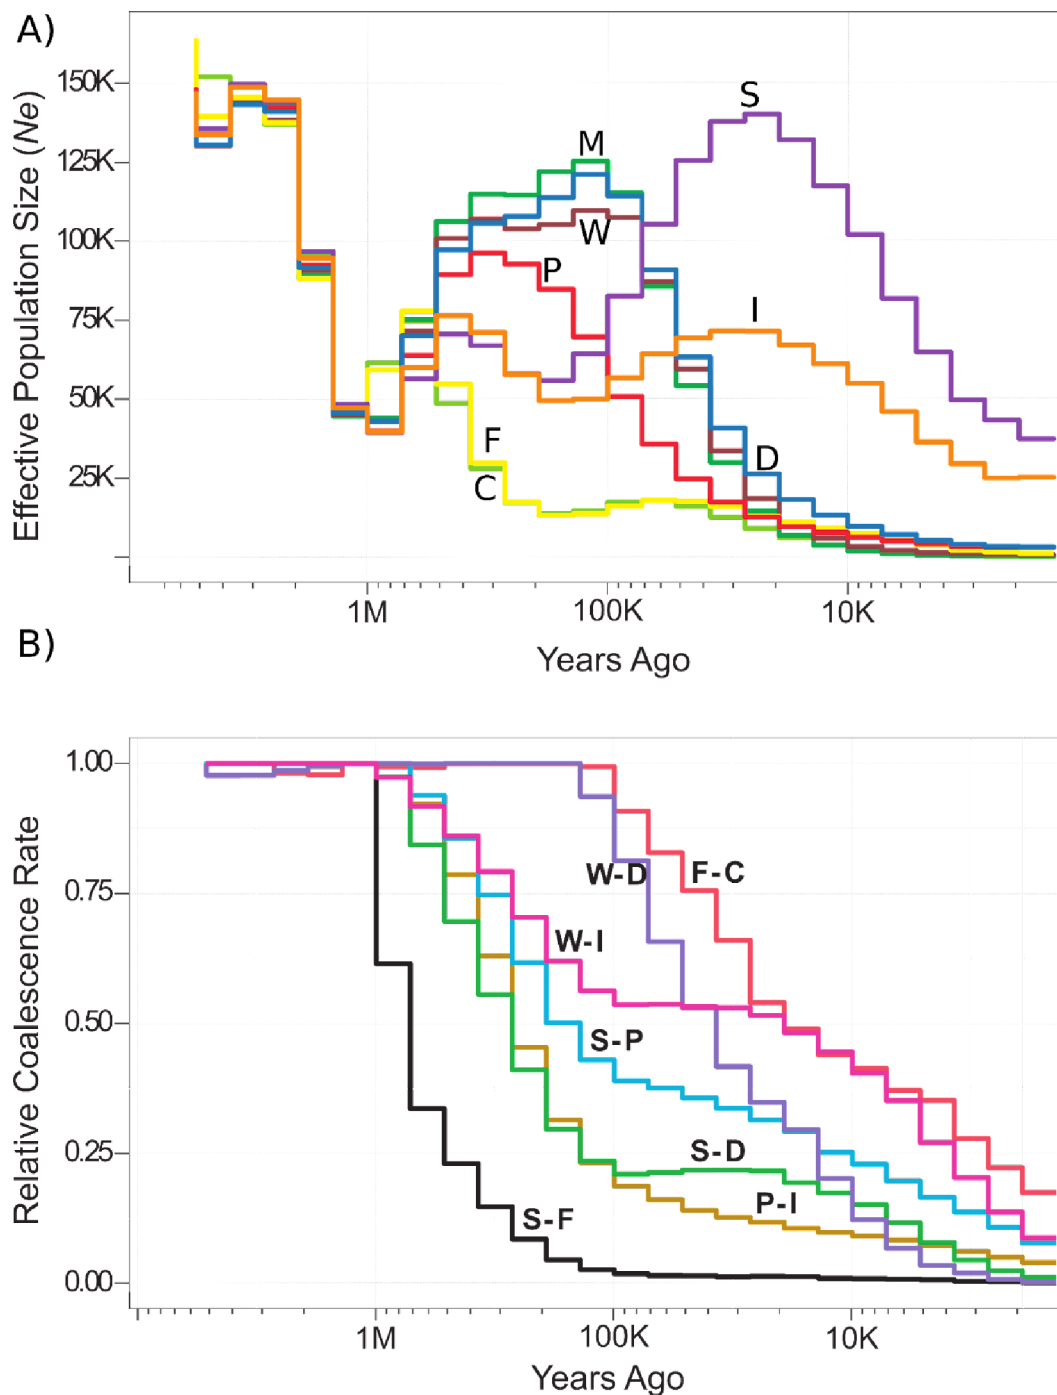 A)
Effective Population Size (Ne)
150K
125K
100K
75K
50K
25K
S
M
W
P
I
F
C
D
1M
100K
10K
Years Ago
B)
Relative Coalescence Rate
1.00
0.75
0.50
0.25
0.00
W-D
F-C
W-I
S-P
S-D
P-I
S-F
1M
100K
10K
Years Ago